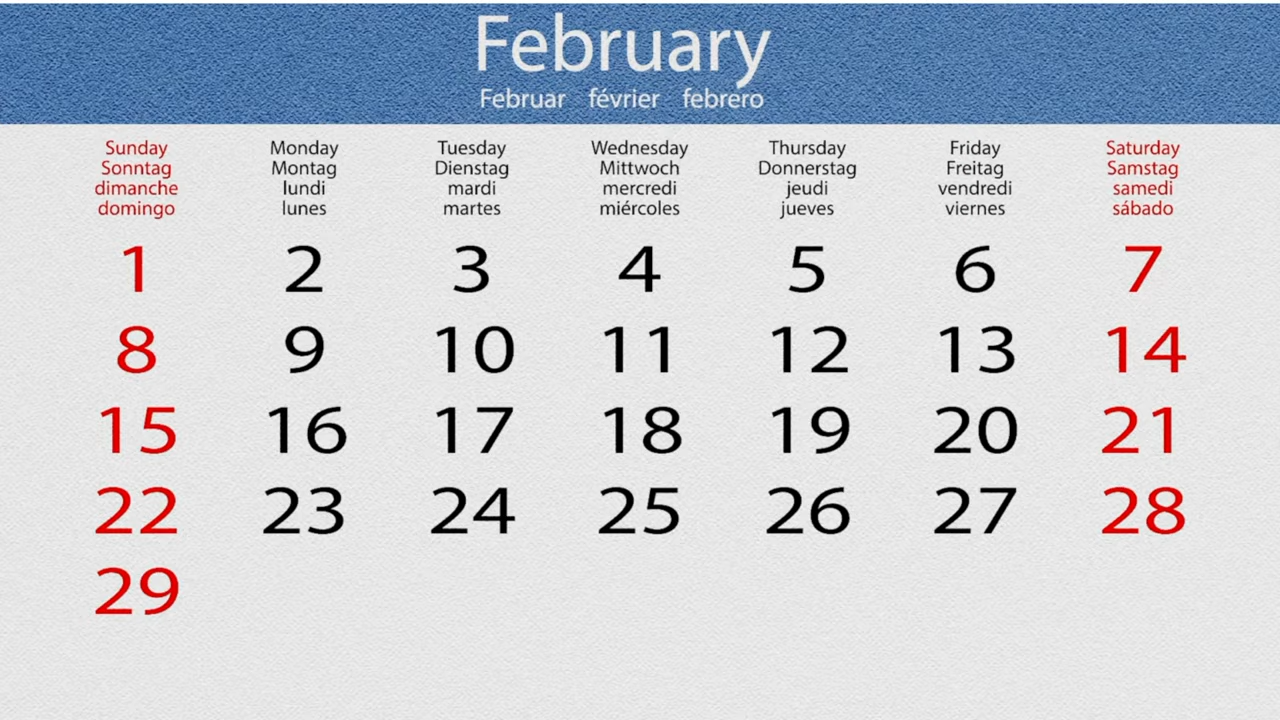 February
Februar février febrero
Sunday Monday Tuesday Wednesday Thursday Friday Saturday
Sonntag Montag Dienstag Mittwoch Donnerstag Freitag Samstag
dimanche lundi mardi mercredi jeudi vendredi samedi
domingo lunes martes miércoles jueves viernes sábado
1 2 3 4 5 6 7
8 9 10 11 12 13 14
15 16 17 18 19 20 21
22 23 24 25 26 27 28
29